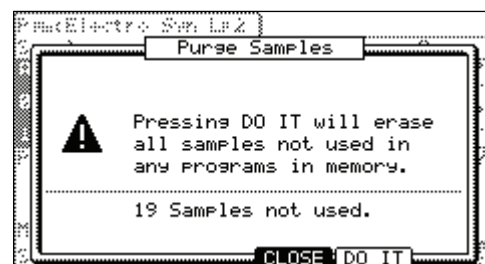 Purge Samples
Pressing DO IT will erase
all samples not used in
any programs in memory.
19 Samples not used.
CLOSE DO IT